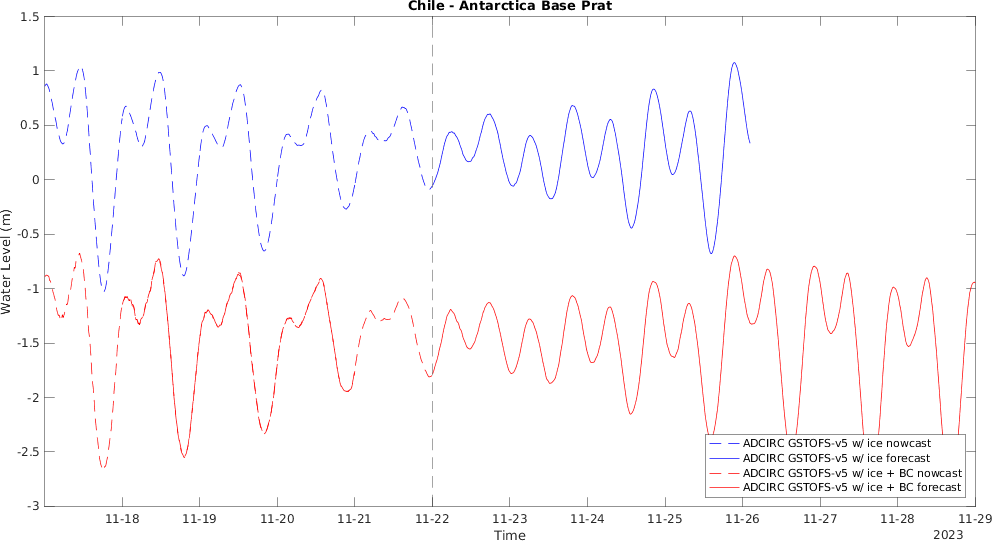 Chile - Antarctica Base Prat
1.5
1
0.5
0
-0.5
-1
-1.5
-2
-2.5
-3
Water Level (m)
ADCIRC GSTOFS-v5 w/ ice nowcast
ADCIRC GSTOFS-v5 w/ ice forecast
ADCIRC GSTOFS-v5 w/ ice + BC nowcast
ADCIRC GSTOFS-v5 w/ ice + BC forecast
11-18 11-19 11-20 11-21 11-22 11-23 11-24 11-25 11-26 11-27 11-28 11-29
Time
2023